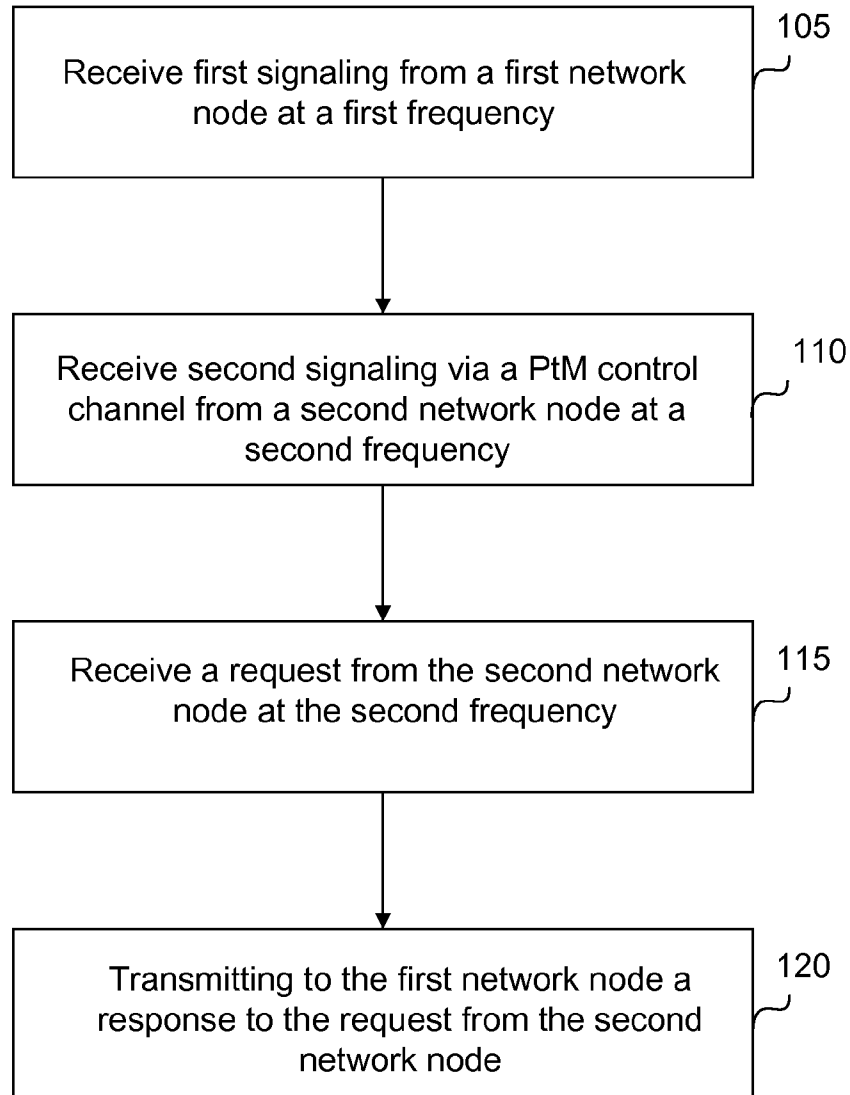 105
Receive first signaling from a first network
node at a first frequency
110
Receive second signaling via a PtM control
channel from a second network node at a
second frequency
115
Receive a request from the second network
node at the second frequency
120
Transmitting to the first network node a
response to the request from the second
network node